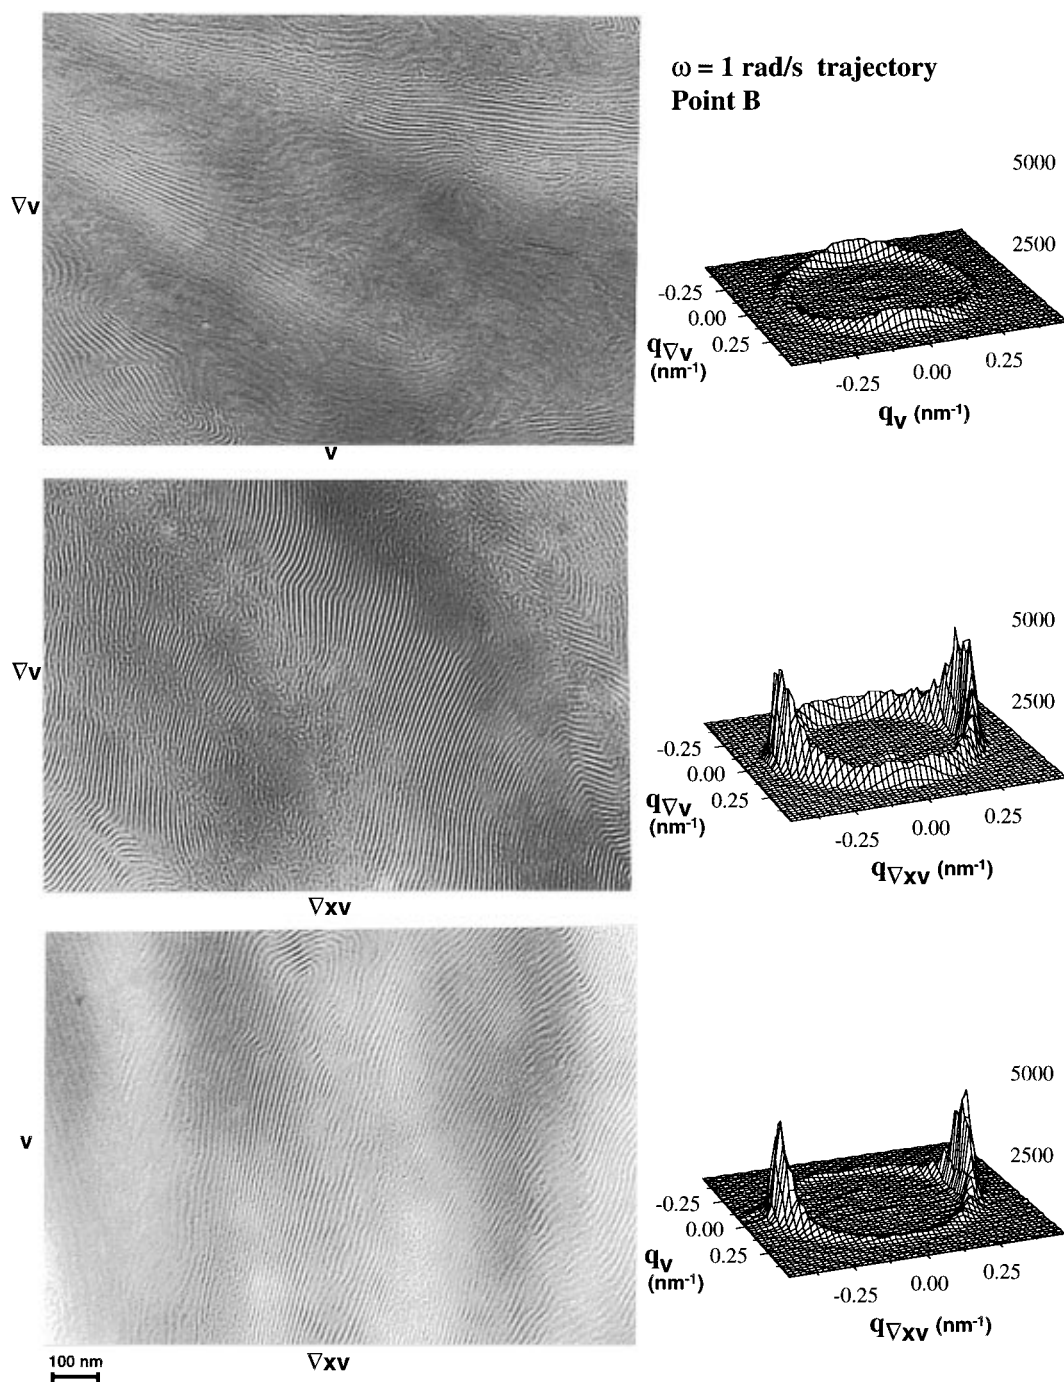 ω = 1 rad/s trajectory
Point B
∇v
v
5000
2500
-0.25
0.00
0.25
q∇v
(nm-1)
-0.25
0.00
0.25
qv (nm-1)
∇v
∇xv
5000
2500
-0.25
0.00
0.25
q∇v
(nm-1)
-0.25
0.00
0.25
q∇xv (nm-1)
v
∇xv
100 nm
5000
2500
-0.25
0.00
0.25
qv
(nm-1)
-0.25
0.00
0.25
q∇xv (nm-1)